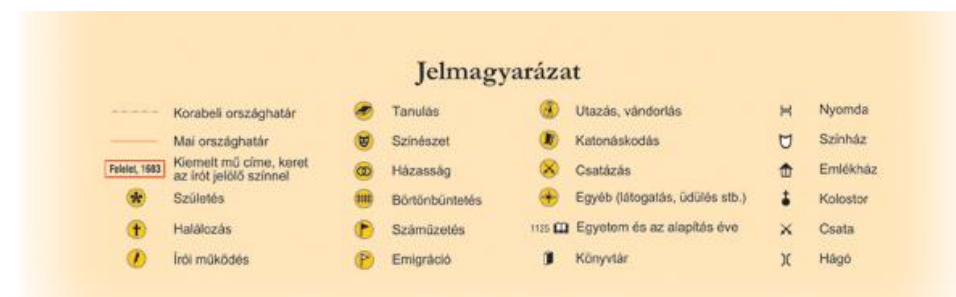 Jelmagyarázat
Korabeli országhatár
Mai országhatár
Felelet, 1683
Kiemelt mű címe, keret
az írót jelölő színnel
Születés
Halálozás
Írói működés
Tanulás
Színészet
Házasság
Börtönbüntetés
Száműzetés
Emigráció
Utazás, vándorlás
Katonáskodás
Csatázás
Egyéb (látogatás, üdülés stb.)
1125 Egyetem és az alapítás éve
Könyvtár
Nyomda
Színház
Emlékház
Kolostor
Csata
Hágó